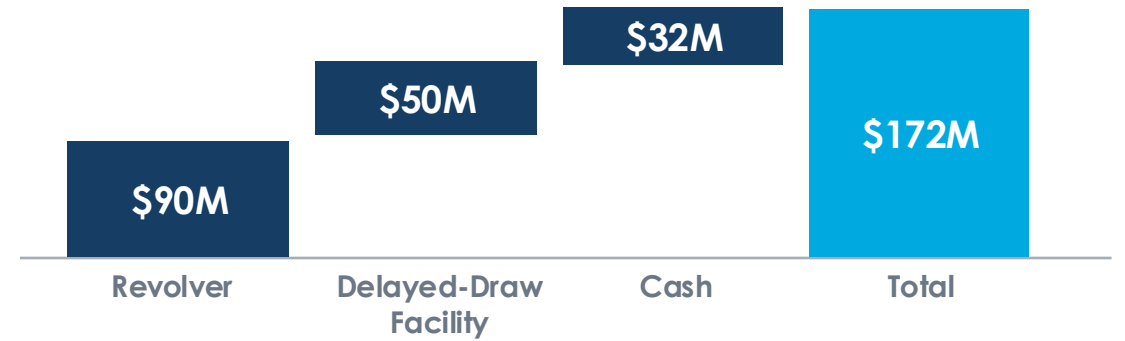 $32M
$50M
$172M
$90M
Revolver
Delayed-Draw
Facility
Cash
Total